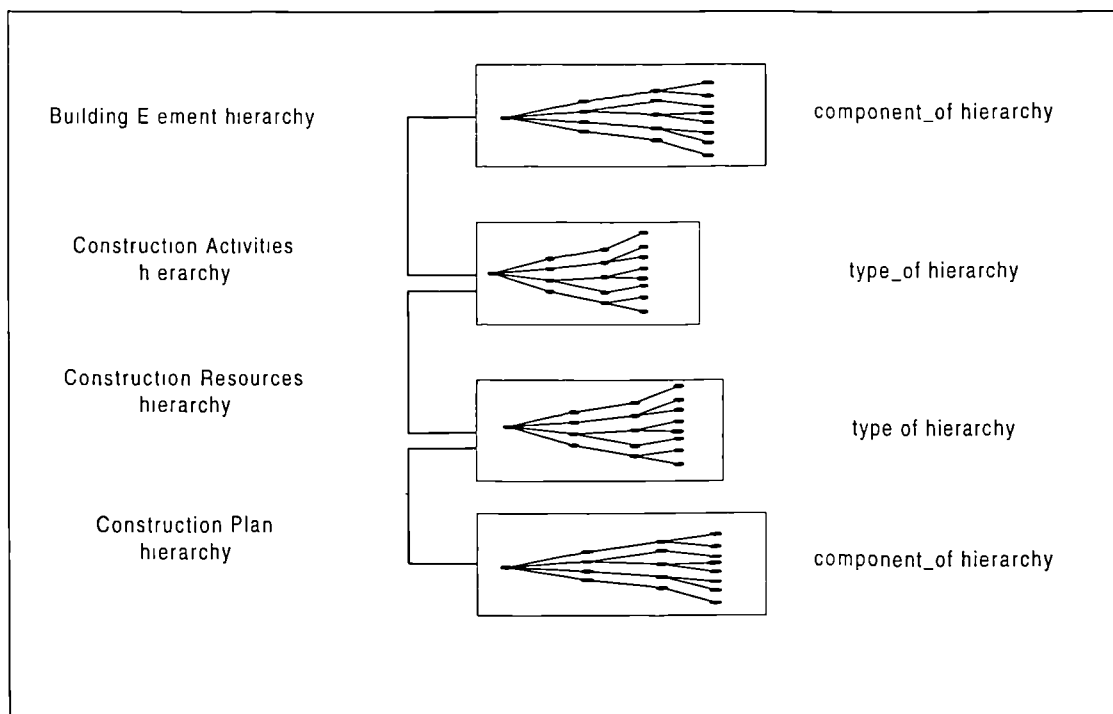 Building E ement hierarchy
component_of hierarchy
Construction Activities
h erarchy
type_of hierarchy
Construction Resources
hierarchy
type of hierarchy
Construction Plan
hierarchy
component_of hierarchy